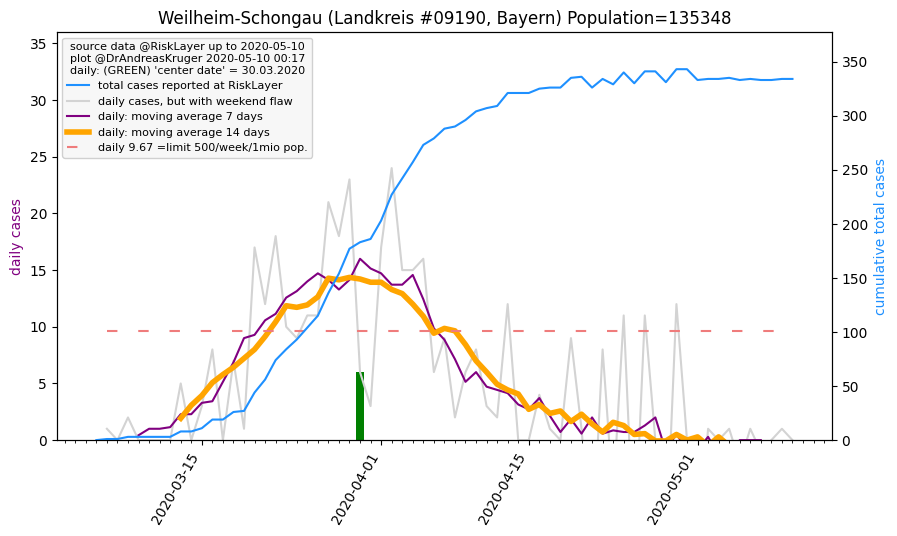 Weilheim-Schongau (Landkreis #09190, Bayern) Population=135348
source data @RiskLayer up to 2020-05-10
plot @DrAndreasKruger 2020-05-10 00:17
daily: (GREEN) 'center date' = 30.03.2020
total cases reported at RiskLayer
daily cases, but with weekend flaw
daily: moving average 7 days
daily: moving average 14 days
daily 9.67 =limit 500/week/1mio pop.
daily cases
35
30
25
20
15
10
5
0
350
300
250
200
150
100
50
0
cumulative total cases
2020-03-15
2020-04-01
2020-04-15
2020-05-01